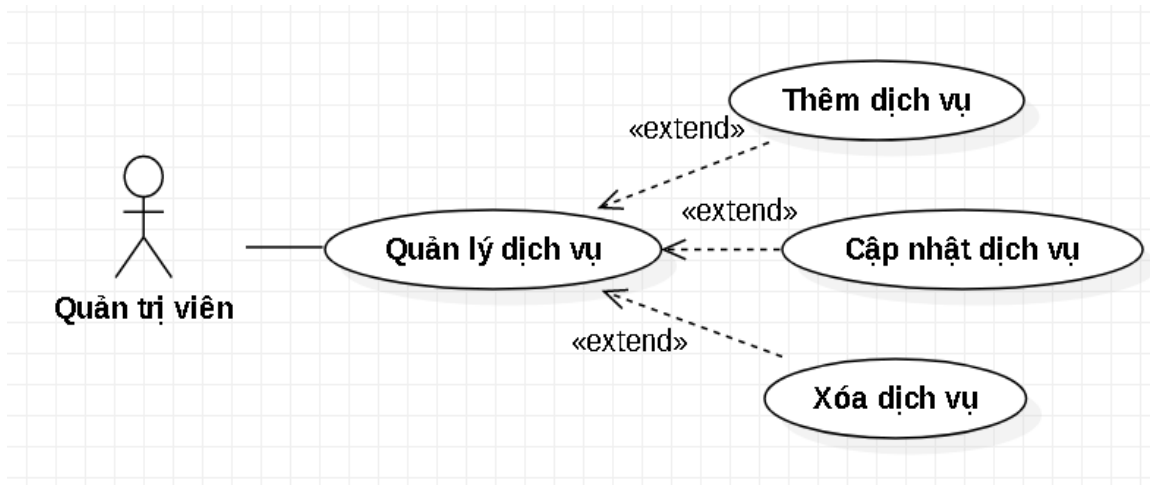 Thêm dịch vụ
«extend»
«extend»
Quản lý dịch vụ
Cập nhật dịch vụ
Quản trị viên
«extend»
Xóa dịch vụ